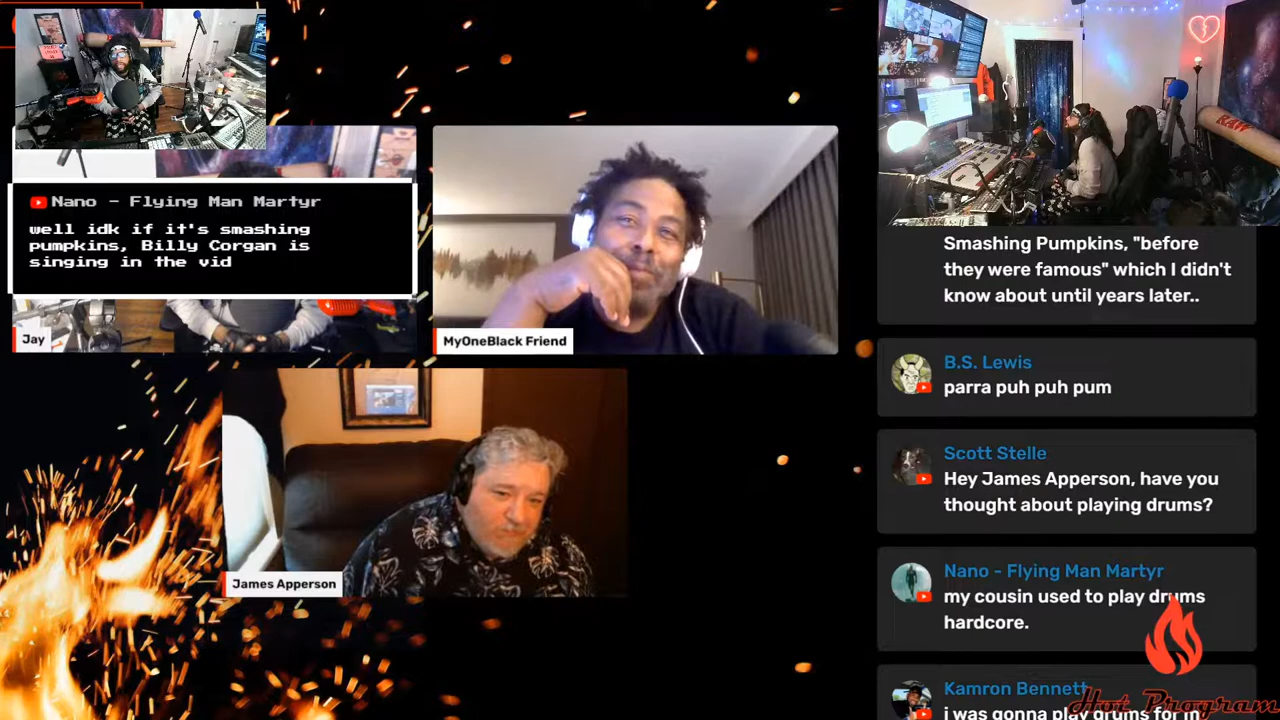 Nano - Flying Man Martyr
well idk if it's smashing
pumpkins, Billy Corgan is
singing in the vid
Jay
MyOneBlack Friend
James Apperson
RAW
Smashing Pumpkins, "before
they were famous" which I didn't
know about until years later..
B.S. Lewis
parra puh puh pum
Scott Stelle
Hey James Apperson, have you
thought about playing drums?
Nano - Flying Man Martyr
my cousin used to play drums
hardcore.
Kamron Bennett
i was gonna play drums for
Hot Program